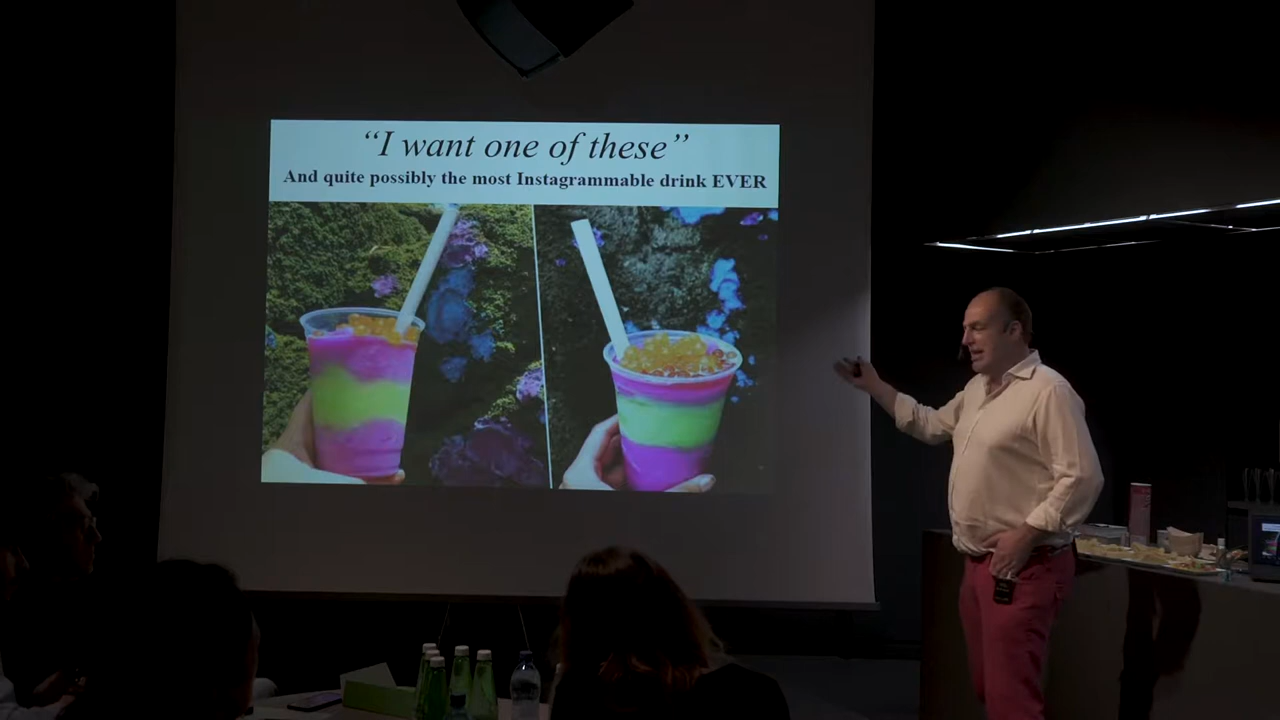 “I want one of these”
And quite possibly the most Instagrammable drink EVER